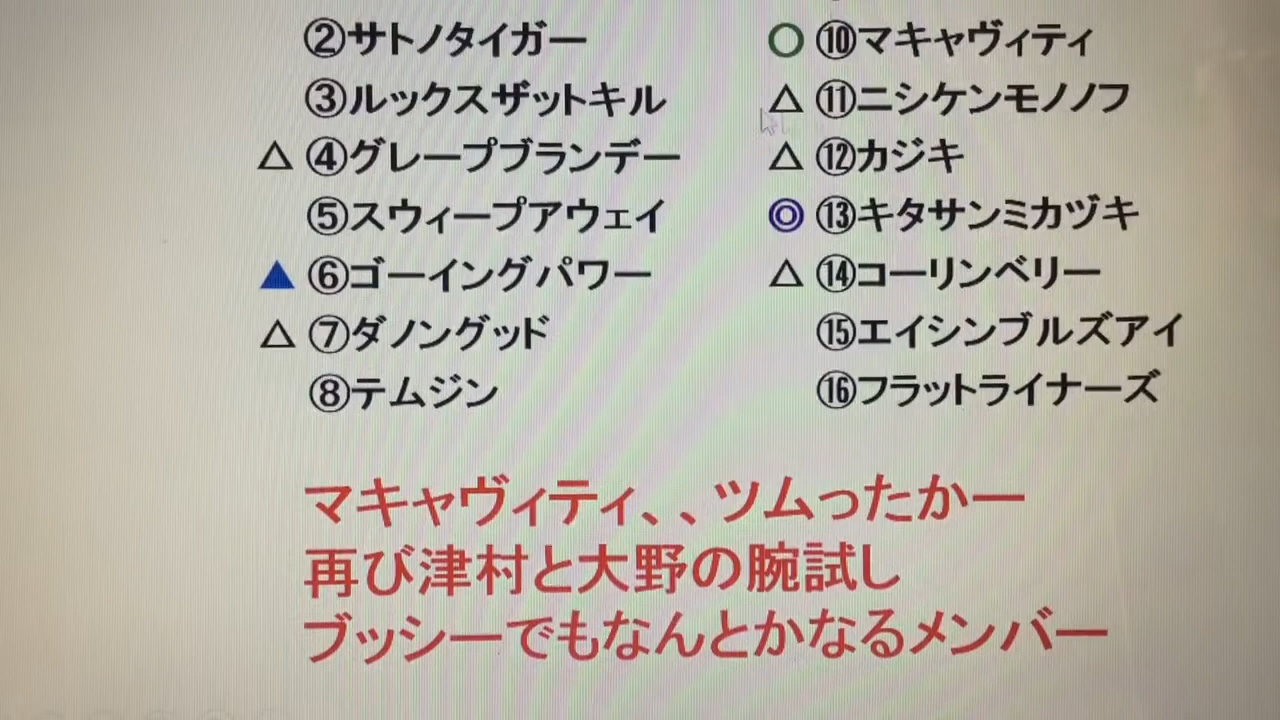 ②サトノタイガー
③ルックスザットキル
△ ④グレープブランデー
⑤スウィープアウェイ
▲ ⑥ゴーイングパワー
△ ⑦ダノングッド
⑧テムジン
○ ⑩マキャヴィティ
△ ⑪ニシケンモノノフ
△ ⑫カジキ
◎ ⑬キタサンミカヅキ
△ ⑭コーリンベリー
⑮エイシンブルズアイ
⑯フラットライナーズ
マキャヴィティ、、ツムったかー
再び津村と大野の腕試し
ブッシーでもなんとかなるメンバー